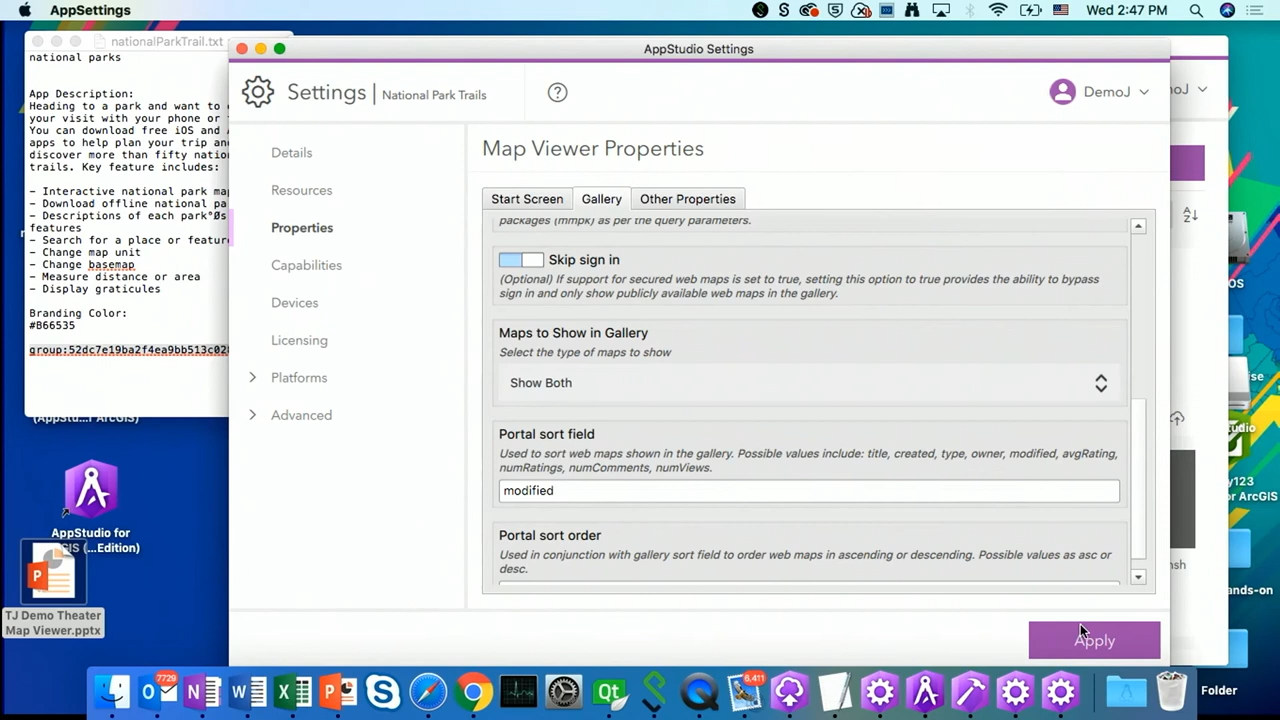 AppSettings
Wed 2:47 PM
nationalParkTrail.txt
national parks
App Description:
Heading to a park and want to
your visit with your phone or
You can download free iOS and
apps to help plan your trip and
discover more than fifty
trails. Key feature includes:
- Interactive national park
- Download offline national
- Descriptions of each
features
- Search for a place or
- Change map unit
- Change basemap
- Measure distance or area
- Display graticules
Branding Color:
#B66535
AppStudio Settings
Settings | National Park Trails
?
DemoJ
Details
Resources
Properties
Capabilities
Devices
Licensing
Platforms
Advanced
Map Viewer Properties
Start Screen
Gallery
Other Properties
packages (mmpk) as per the query parameters.
Skip sign in
(Optional) If support for secured web maps is set to true, setting this option to true provides the ability to bypass
sign in and only show publicly available web maps in the gallery.
Maps to Show in Gallery
Select the type of maps to show
Show Both
Portal sort field
Used to sort web maps shown in the gallery. Possible values include: title, created, type, owner, modified, avgRating,
numRatings, numComments, numViews.
modified
Portal sort order
Used in conjunction with gallery sort field to order web maps in ascending or descending. Possible values as asc or
desc.
Apply
AppStudio for
GIS (...Edition)
TJ Demo Theater
Map Viewer.pptx
7729
6,411
Folder